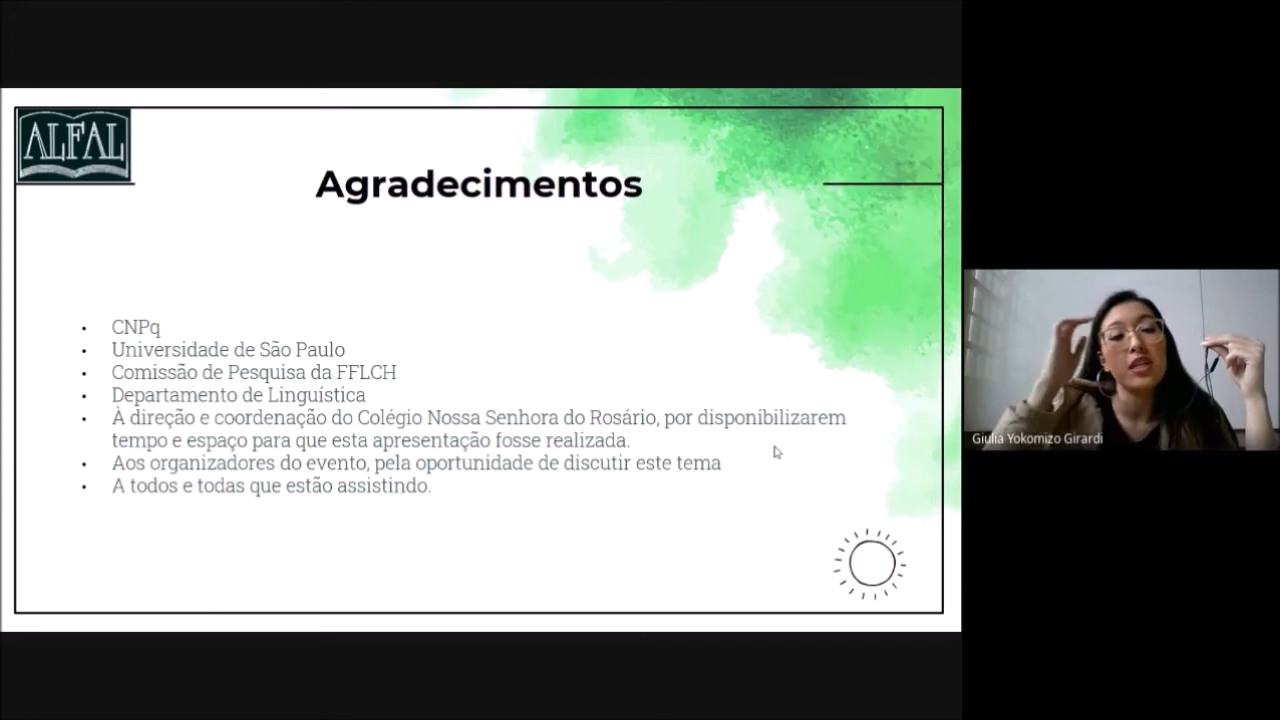 ALFAL
Agradecimentos
• CNPq
• Universidade de São Paulo
• Comissão de Pesquisa da FFLCH
• Departamento de Linguística
• À direção e coordenação do Colégio Nossa Senhora do Rosário, por disponibilizarem
tempo e espaço para que esta apresentação fosse realizada.
• Aos organizadores do evento, pela oportunidade de discutir este tema
• A todos e todas que estão assistindo.
Giulia Yokomizo Girardi